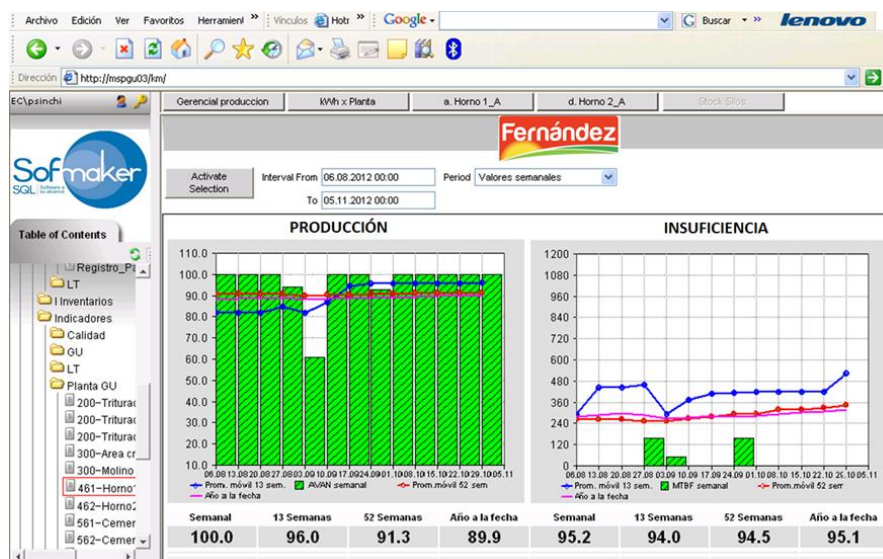 Archivo Edición Ver Favoritos Herramienl » Vínculos Hotr » Google Buscar » lenovo
Dirección http://mspgu03/km/
EC\psinchi
Gerencial produccion kWh x Planta a. Horno 1_A d. Horno 2_A Stock Silos
Fernández
Sofmaker
SQL
Activate Selection Interval From 06.08.2012 00:00 Period Valores semanales
To 05.11.2012 00:00
Table of Contents
Registro_Pa
LT
I Inventarios
Indicadores
Calidad
GU
LT
Planta GU
200-Triturac
200-Triturac
200-Triturac
300-Area cr
300-Molino
461-Horno1
462-Horno2
561-Cemer
562-Cemer
PRODUCCIÓN
110.0
100.0
90.0
80.0
70.0
60.0
50.0
40.0
30.0
20.0
10.0
06.08 13.08 20.08 27.08 03.09 10.09 17.09 24.09 01.10 08.10 15.10 22.10 29.10 05.11
Prom. móvil 13 sem. AVAN semanal Prom.móvil 52 sem
Año a la fecha
INSUFICIENCIA
1200
1080
960
840
720
600
480
360
240
120
0
06.08 13.08 20.08 27.08 03.09 10.09 17.09 24.09 01.10 08.10 15.10 22.10 29.10 05.11
Prom. móvil 13 sem. MTBF semanal Prom.móvil 52 serr
Año a la fecha
Semanal 13 Semanas 52 Semanas Año a la fecha Semanal 13 Semanas 52 Semanas Año a la fecha
100.0 96.0 91.3 89.9 95.2 94.0 94.5 95.1